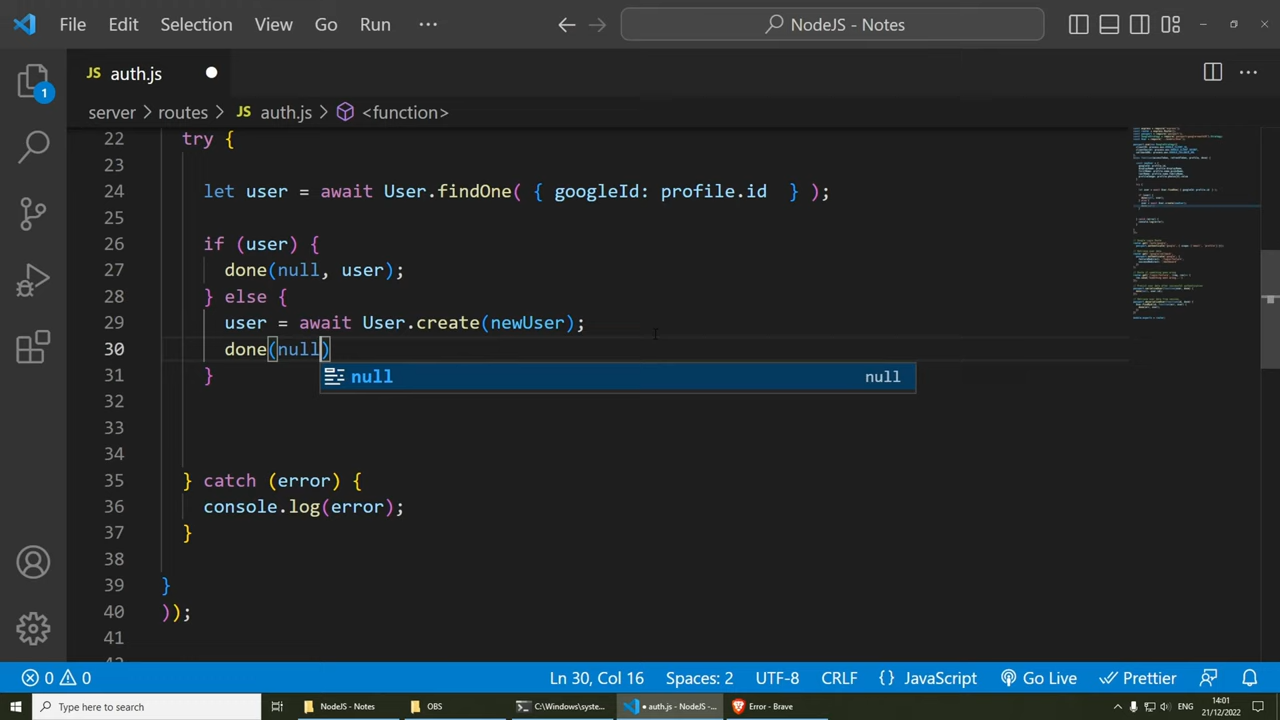 File Edit Selection View Go Run ··· NodeJS - Notes
JS auth.js
server > routes > JS auth.js > <function>
22 try {
23
24 let user = await User.findOne( { googleId: profile.id } );
25
26 if (user) {
27 done(null, user);
28 } else {
29 user = await User.create(newUser);
30 done(null)
null null
31 }
32
33
34
35 } catch (error) {
36 console.log(error);
37 }
38
39 }
40 ));
41
1
0 0 Ln 30, Col 16 Spaces: 2 UTF-8 CRLF {} JavaScript Go Live Prettier
Type here to search NodeJS - Notes OBS C:\Windows\syste... ● auth.js - NodeJS -... Error - Brave ENG 14:01
21/12/2022